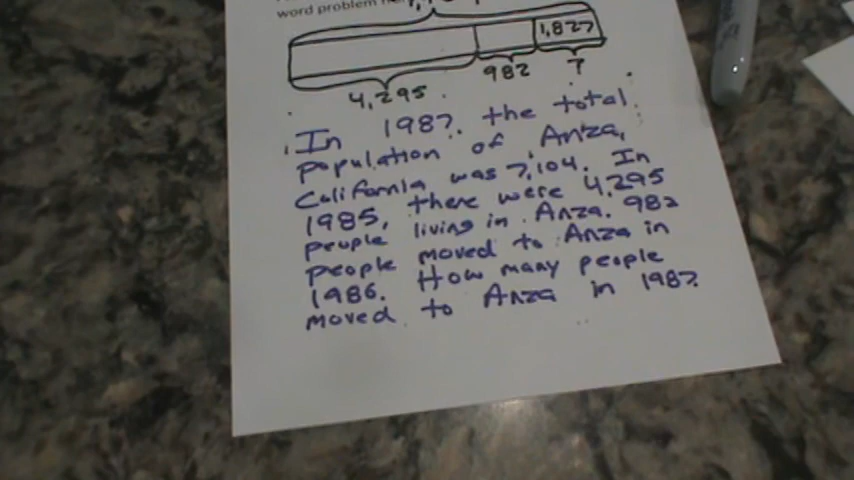 word problem
1,827
4,295
982
?
In 1987. the total
population of Anza,
California was 7,104. In
1985, there were 4,295
people living in Anza. 982
people moved to Anza in
1986. How many people
moved to Anza in 1987.